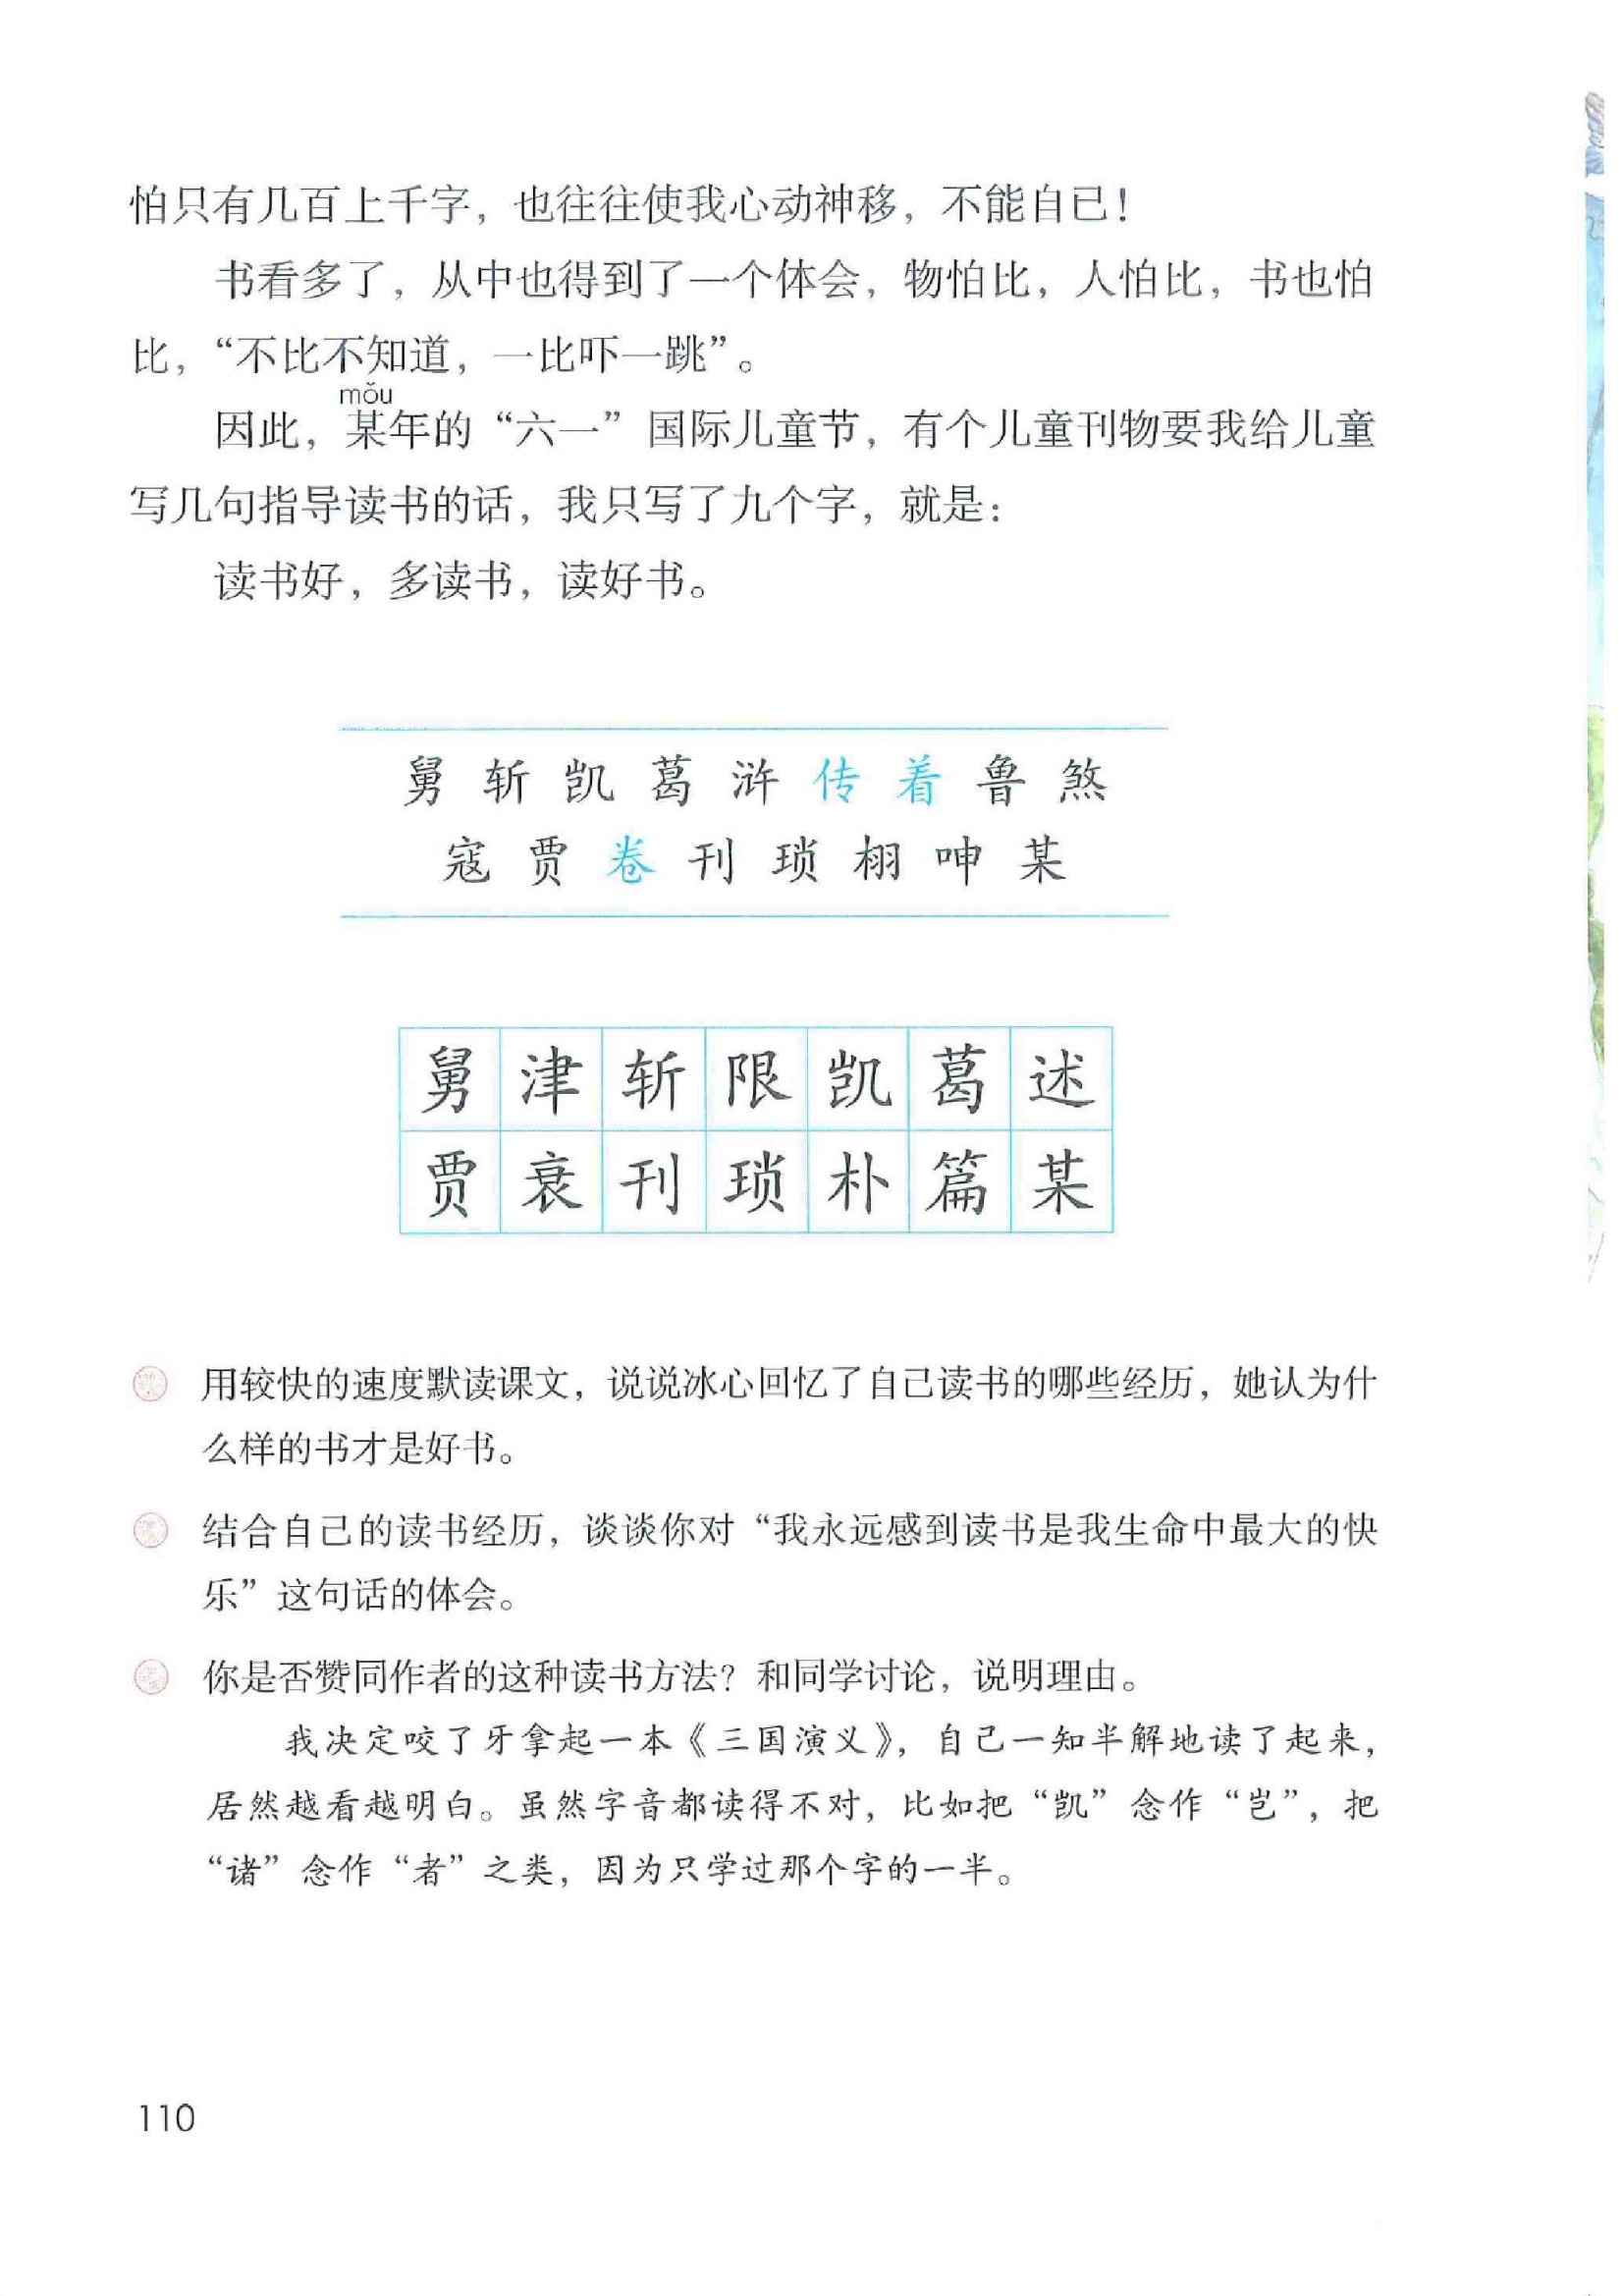 怕只有几百上千字，也往往使我心动神移，不能自已！
书看多了，从中也得到了一个体会，物怕比，人怕比，书也怕
比，“不比不知道，一比吓一跳”。
mǒu
因此，某年的“六一”国际儿童节，有个儿童刊物要我给儿童
写几句指导读书的话，我只写了九个字，就是：
读书好，多读书，读好书。
舅 斩 凯 葛 浒 传 着 鲁 煞
寇 贾 卷 刊 琐 栩 呻 某
舅 津 斩 限 凯 葛 述
贾 衰 刊 琐 朴 篇 某
用较快的速度默读课文，说说冰心回忆了自己读书的哪些经历，她认为什
么样的书才是好书。
结合自己的读书经历，谈谈你对“我永远感到读书是我生命中最大的快
乐”这句话的体会。
你是否赞同作者的这种读书方法？和同学讨论，说明理由。
我决定咬了牙拿起一本《三国演义》，自己一知半解地读了起来，
居然越看越明白。虽然字音都读得不对，比如把“凯”念作“岂”，把
“诸”念作“者”之类，因为只学过那个字的一半。
110